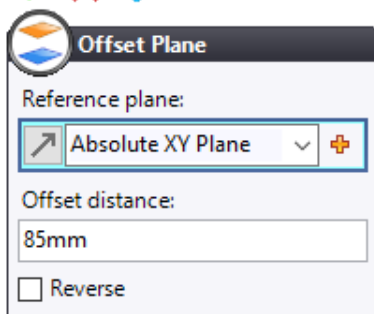 Offset Plane
Reference plane:
Absolute XY Plane
Offset distance:
85mm
Reverse